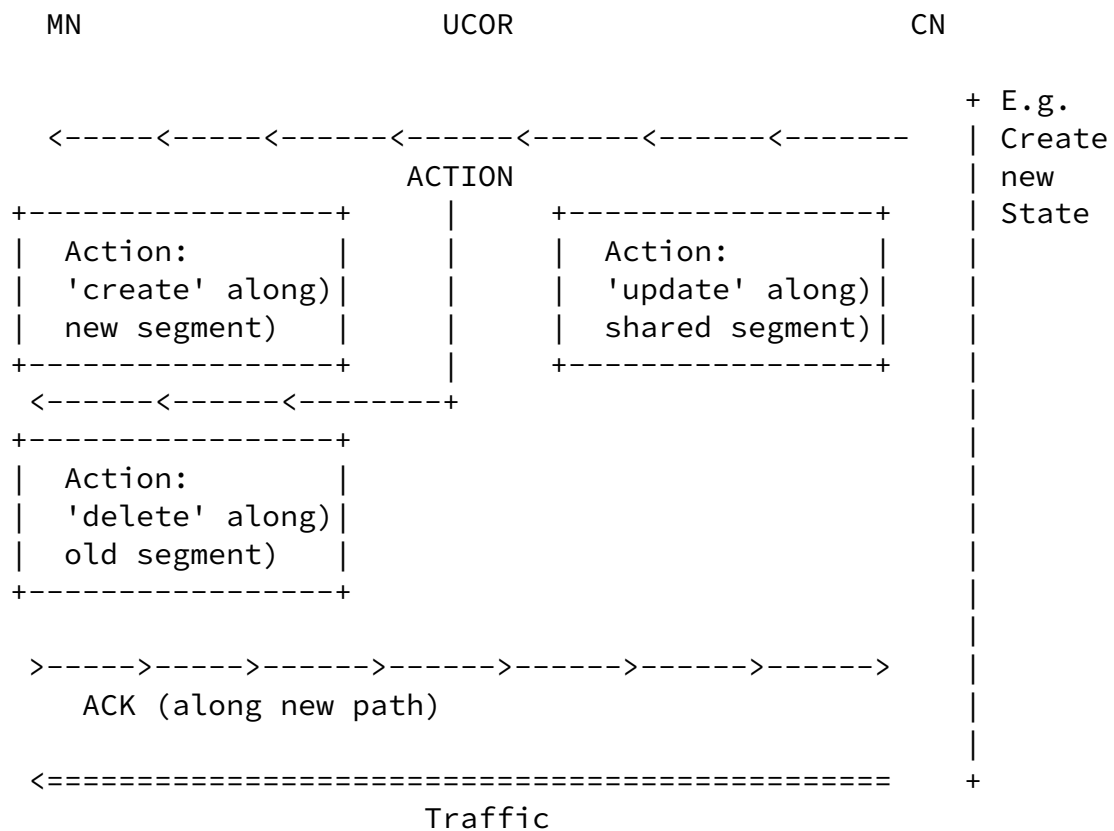 MN UCOR CN
+ E.g.
<-----<-----<------<------<------<------<------- | Create
ACTION | new
+-----------------+ | +-----------------+ | State
| Action: | | | Action: | |
| 'create' along)| | | 'update' along)| |
| new segment) | | | shared segment)| |
+-----------------+ | +-----------------+ |
<------<------<--------+ |
+-----------------+ |
| Action: | |
| 'delete' along)| |
| old segment) | |
+-----------------+ |
|
>----->----->------>------>------>------>------> |
ACK (along new path) |
|
<=============================================== +
Traffic